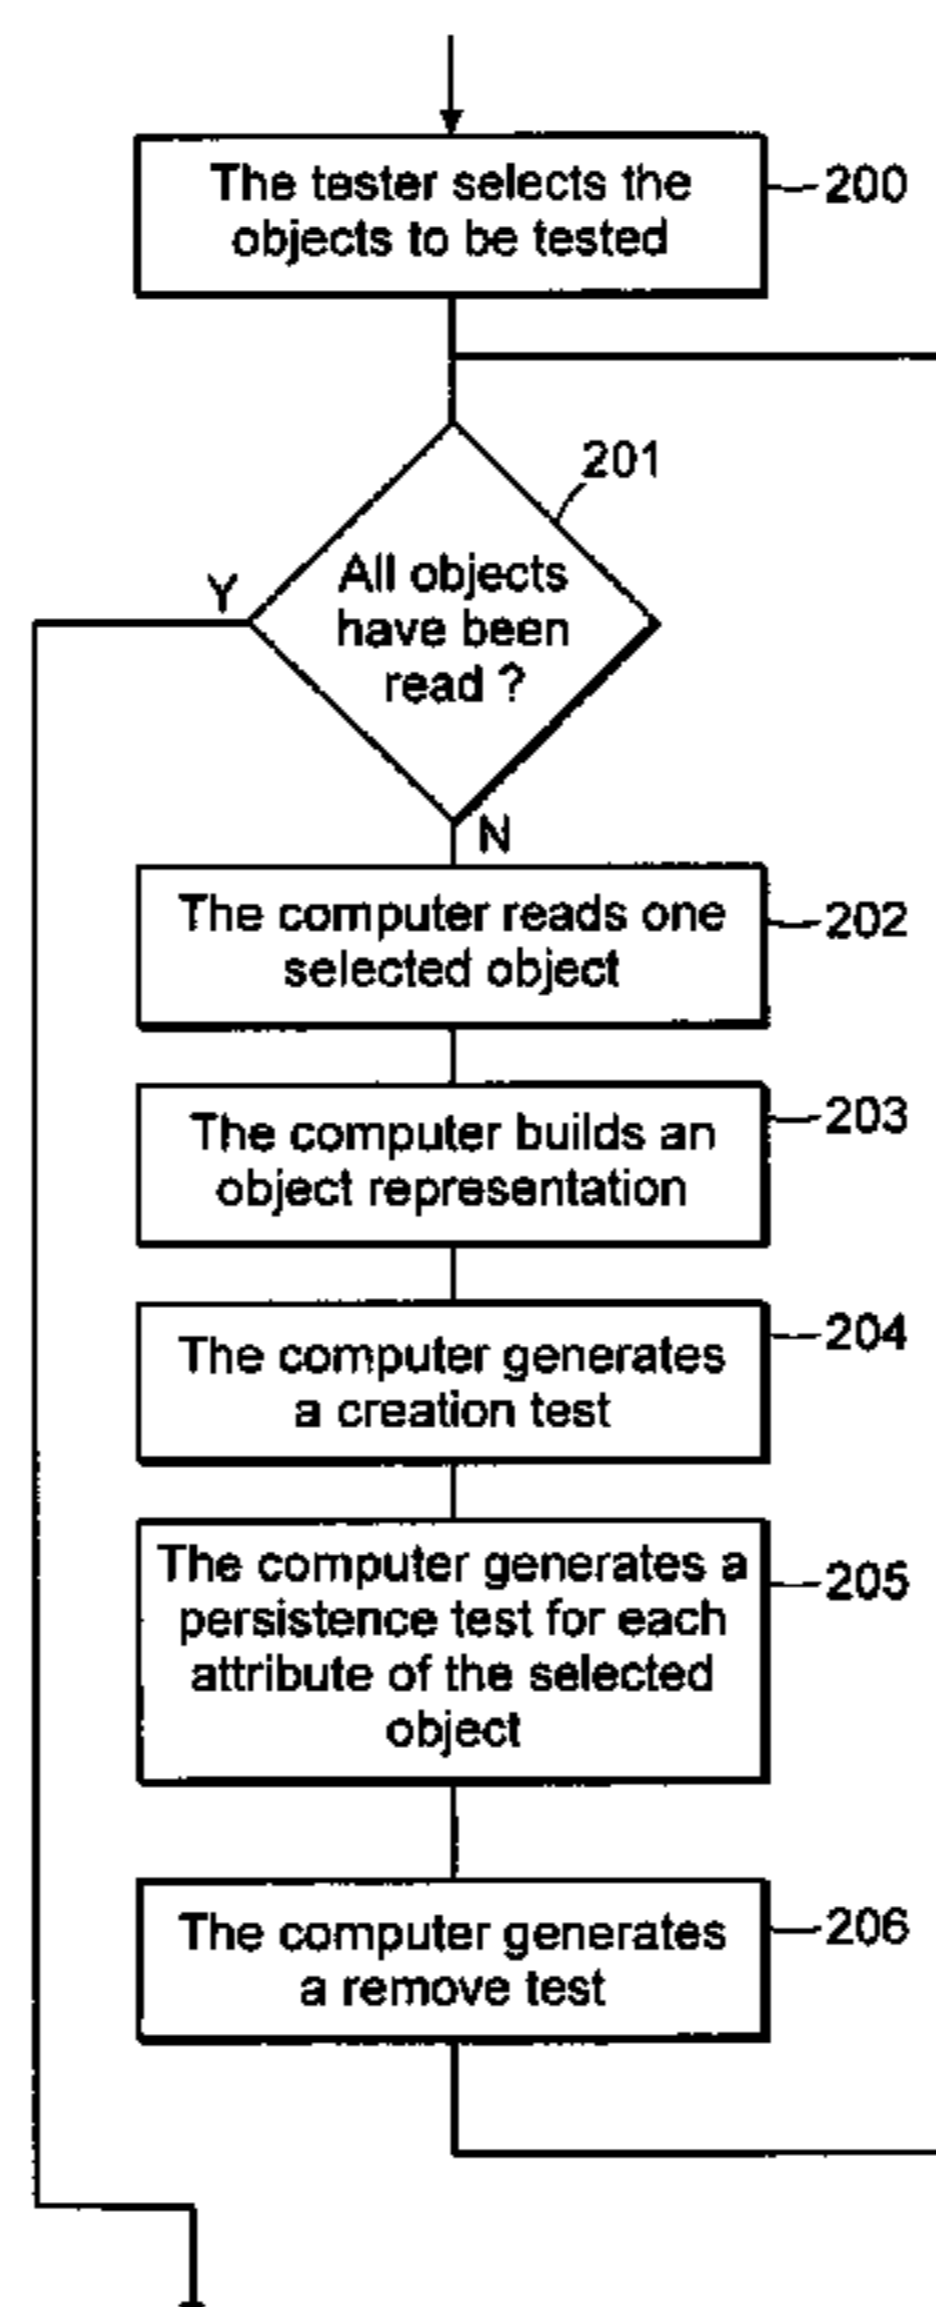 The tester selects the
objects to be tested
200
201
All objects
have been
read ?
Y
N
The computer reads one
selected object
202
The computer builds an
object representation
203
The computer generates
a creation test
204
The computer generates a
persistence test for each
attribute of the selected
object
205
The computer generates
a remove test
206